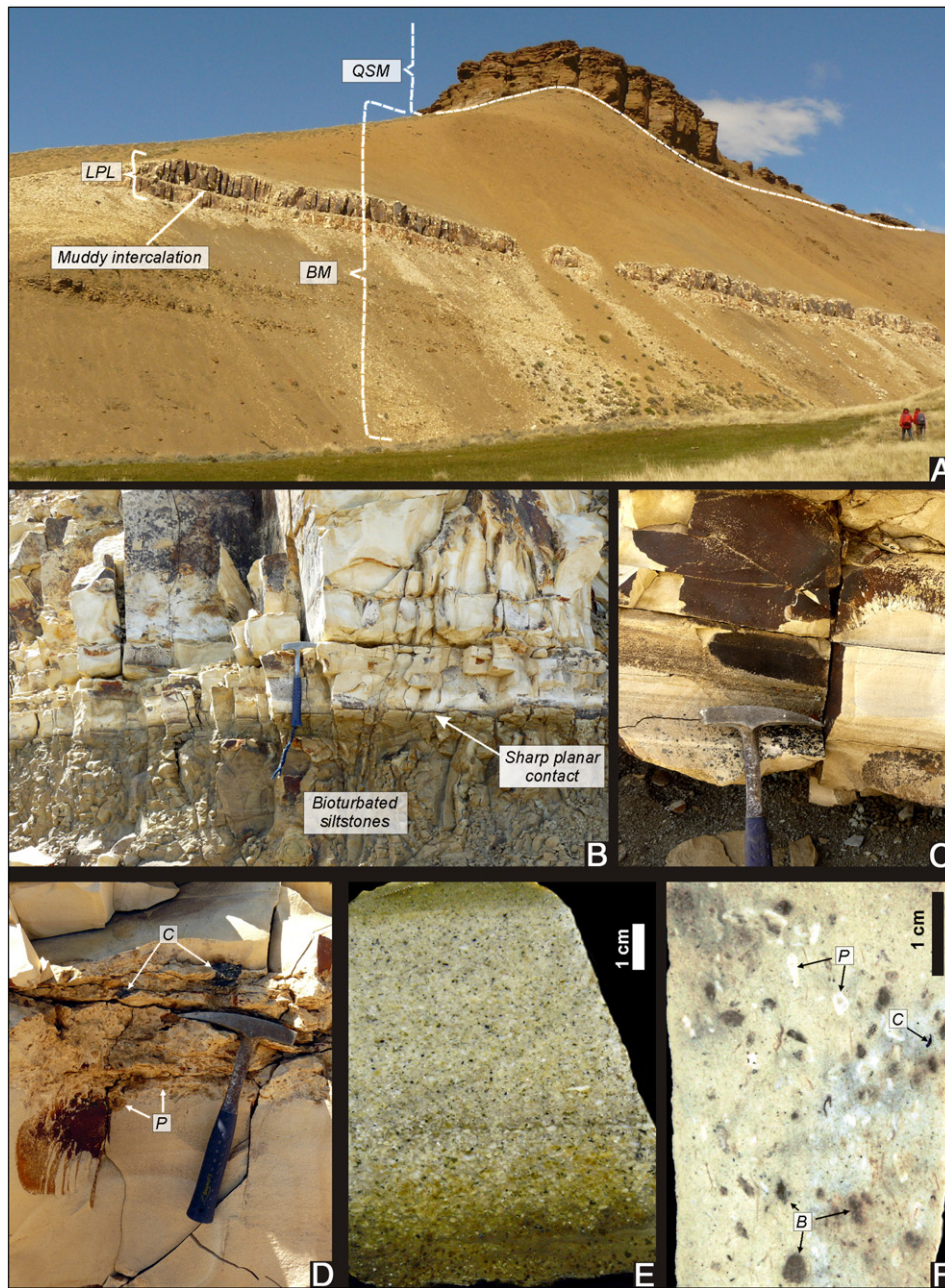 QSM
LPL
Muddy intercalation
BM
A
Sharp planar
contact
Bioturbated
siltstones
B
C
C
P
D
1 cm
E
P
C
B
1 cm
F